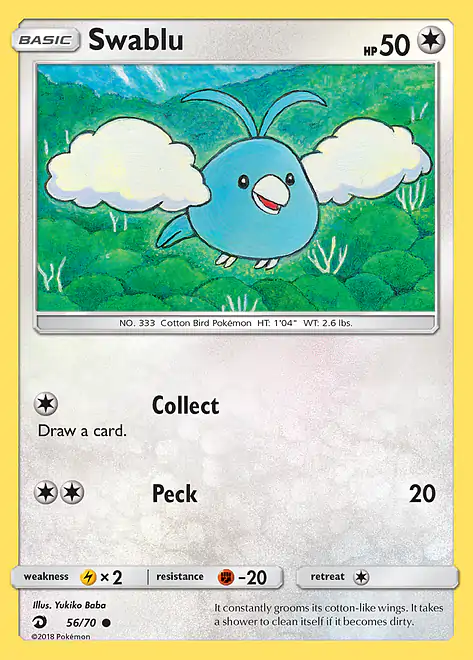 BASIC Swablu HP 50
NO. 333 Cotton Bird Pokémon HT: 1'04" WT: 2.6 lbs.
Collect
Draw a card.
Peck 20
weakness ×2 resistance -20 retreat
Illus. Yukiko Baba
56/70
©2018 Pokémon
It constantly grooms its cotton-like wings. It takes
a shower to clean itself if it becomes dirty.